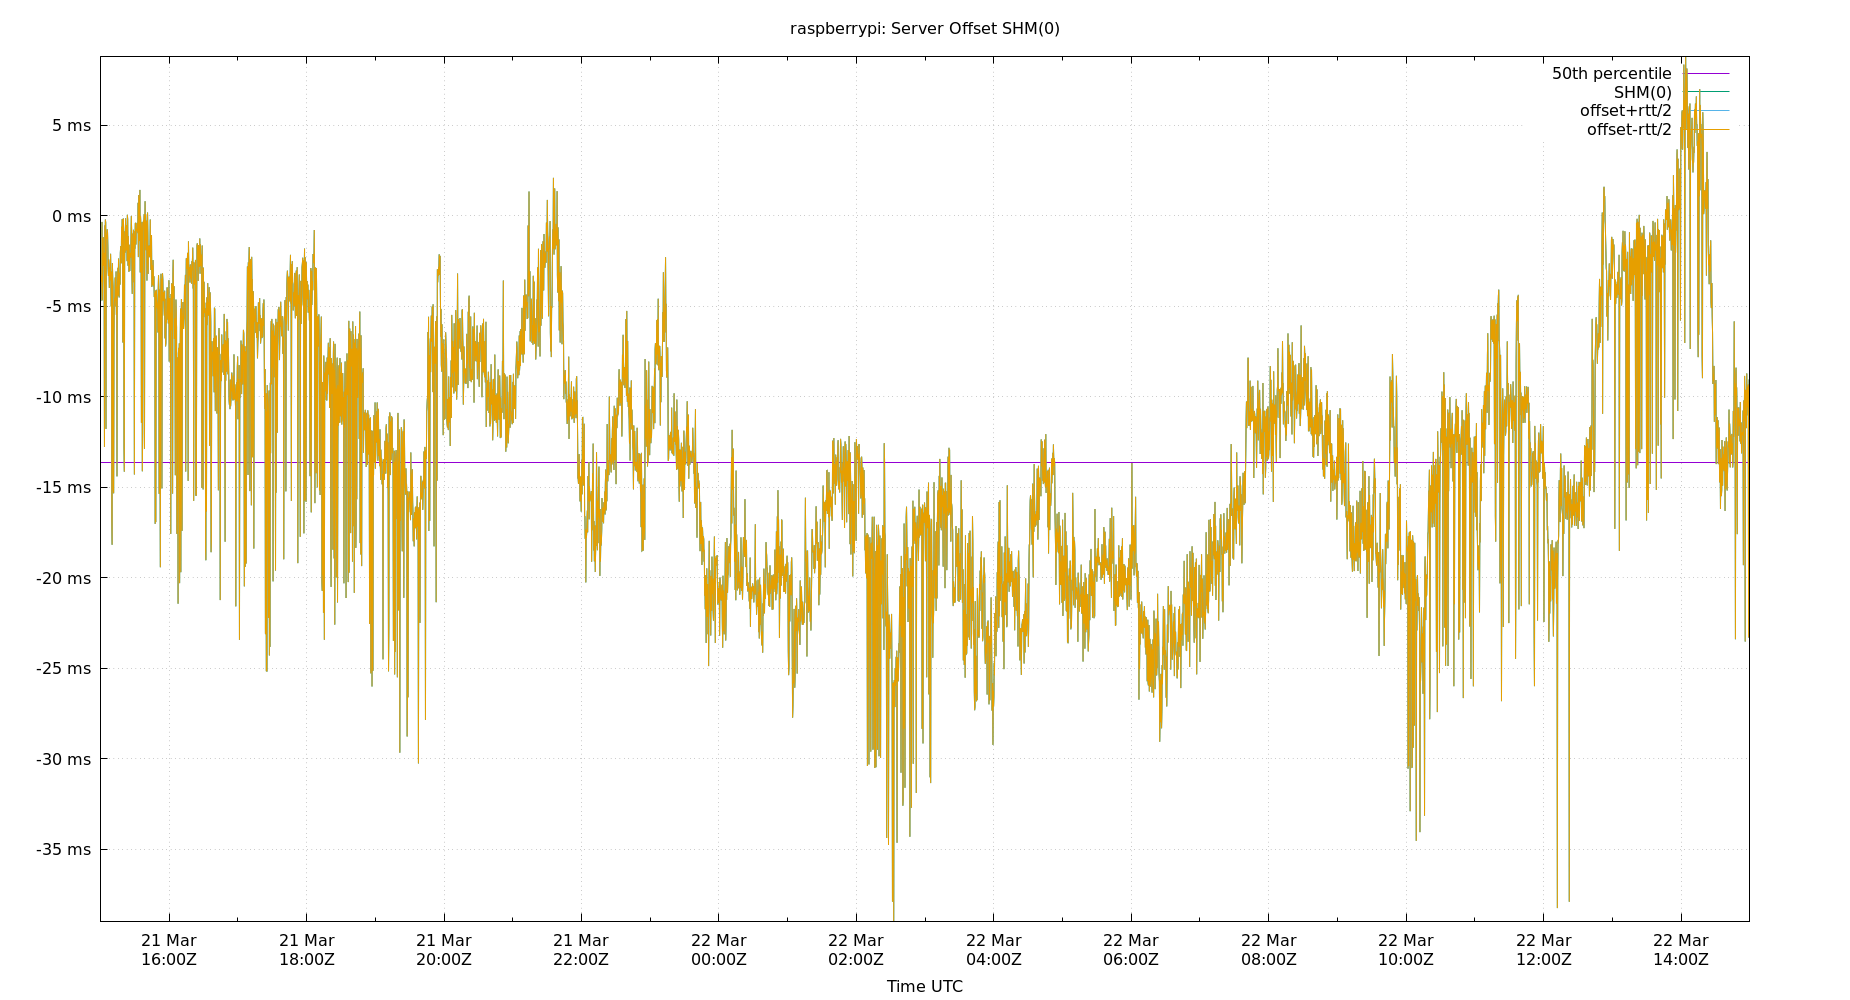 raspberrypi: Server Offset SHM(0)
50th percentile
SHM(0)
offset+rtt/2
offset-rtt/2
5 ms
0 ms
-5 ms
-10 ms
-15 ms
-20 ms
-25 ms
-30 ms
-35 ms
21 Mar 21 Mar 21 Mar 21 Mar 22 Mar 22 Mar 22 Mar 22 Mar 22 Mar 22 Mar 22 Mar 22 Mar
16:00Z 18:00Z 20:00Z 22:00Z 00:00Z 02:00Z 04:00Z 06:00Z 08:00Z 10:00Z 12:00Z 14:00Z
Time UTC